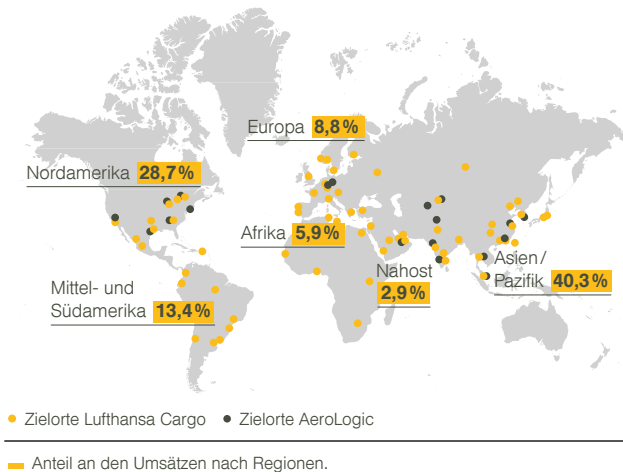 Europa 8,8 %
Nordamerika 28,7 %
Afrika 5,9 %
Nahost
2,9 %
Asien /
Pazifik 40,3 %
Mittel- und
Südamerika 13,4 %
Zielorte Lufthansa Cargo Zielorte AeroLogic
Anteil an den Umsätzen nach Regionen.